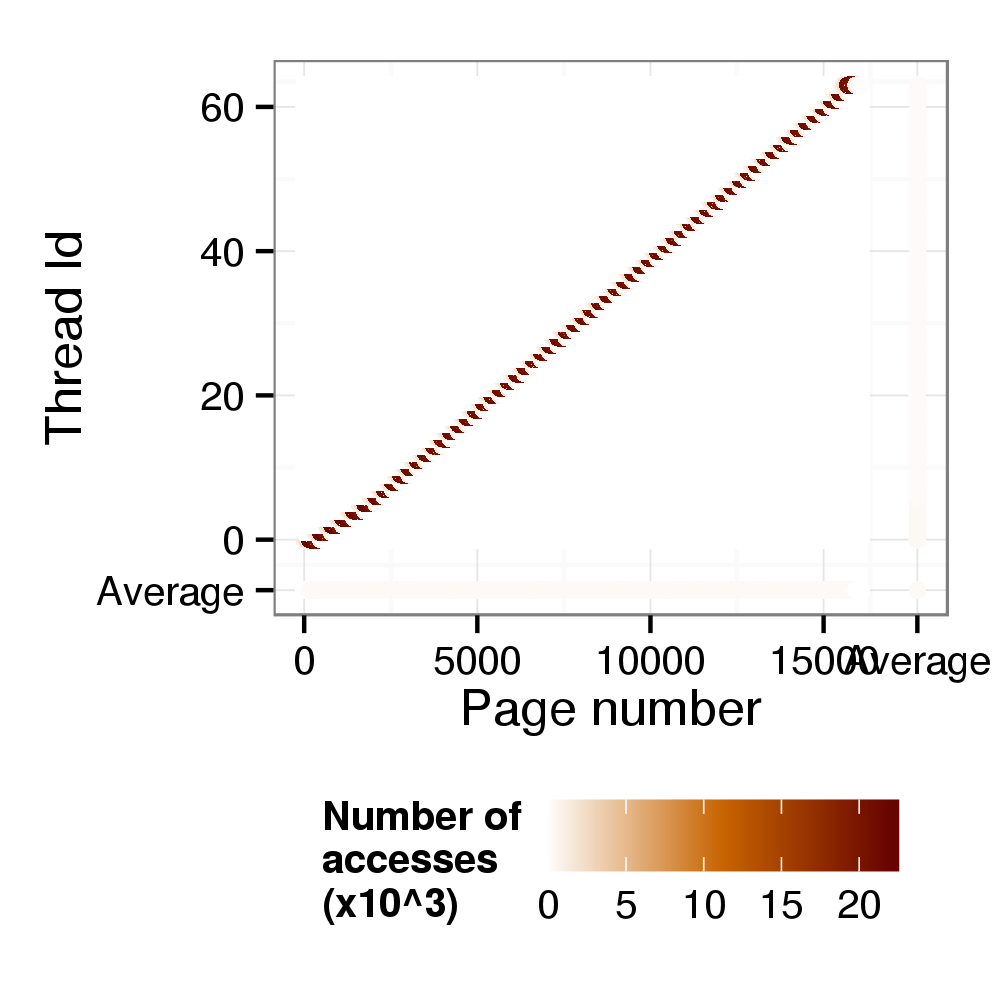 60
40
20
0
Average
Thread Id
0 5000 10000 15000 Average
Page number
Number of
accesses
(x10^3)
0 5 10 15 20